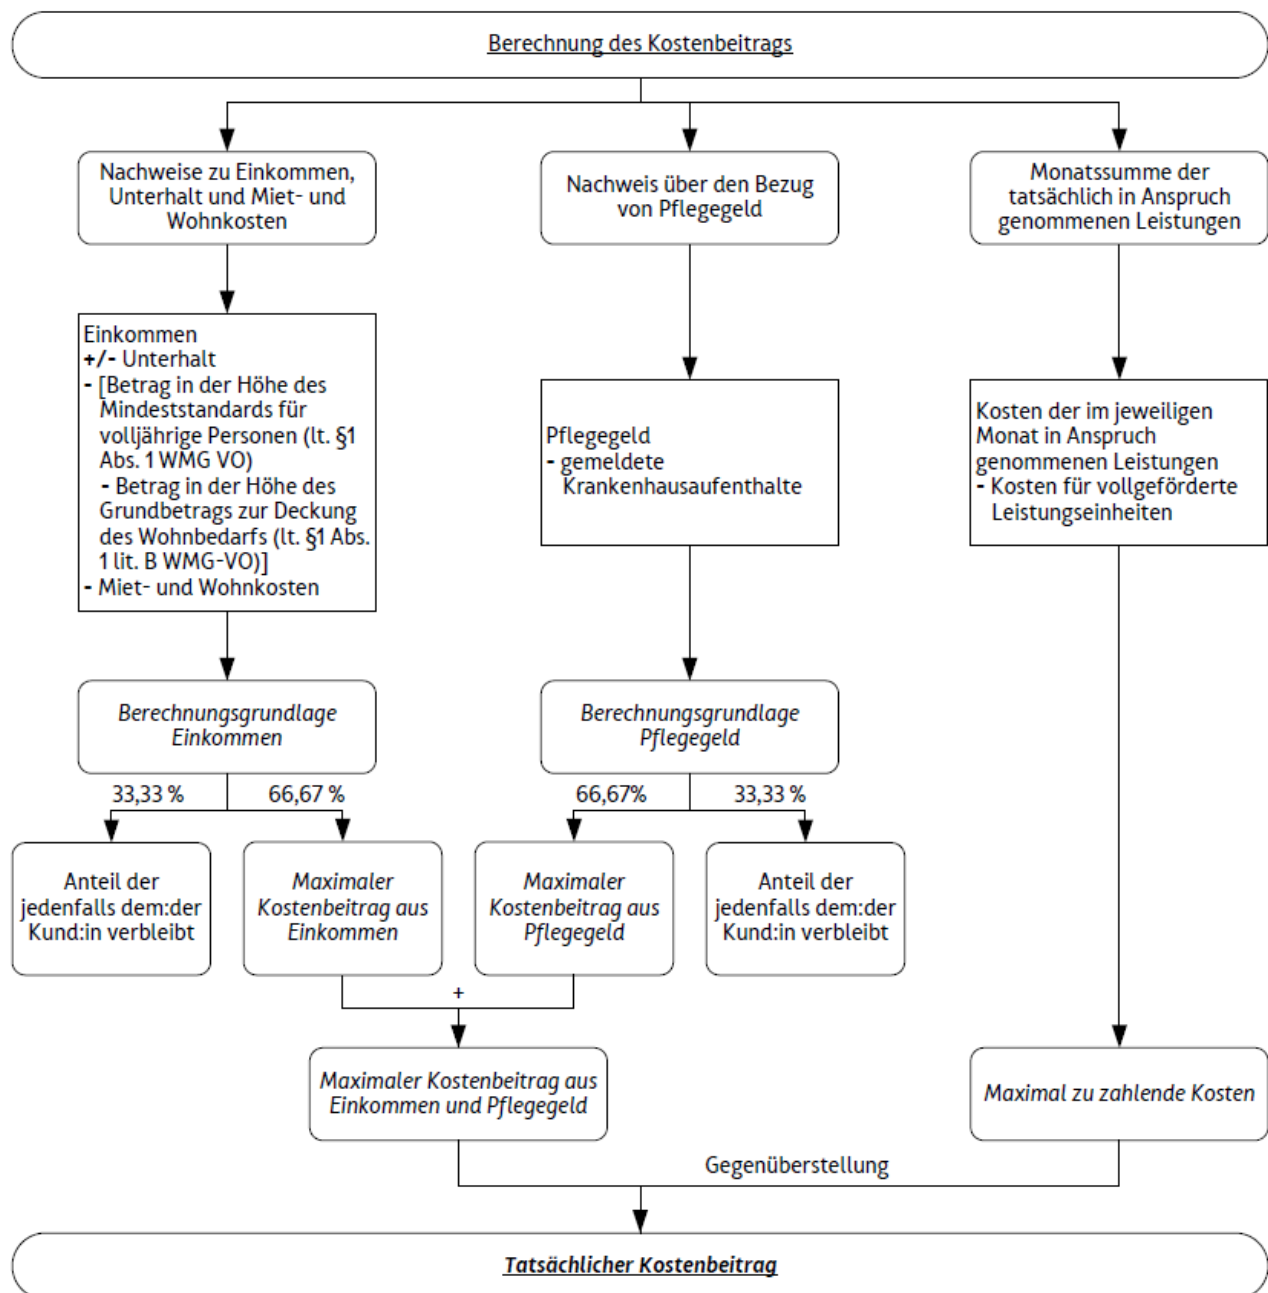 Berechnung des Kostenbeitrags
Nachweise zu Einkommen,
Unterhalt und Miet- und
Wohnkosten
Nachweis über den Bezug
von Pflegegeld
Monatssumme der
tatsächlich in Anspruch
genommenen Leistungen
Einkommen
+/- Unterhalt
- [Betrag in der Höhe des
Mindeststandards für
volljährige Personen (lt. §1
Abs. 1 WMG VO)
- Betrag in der Höhe des
Grundbetrags zur Deckung
des Wohnbedarfs (lt. §1 Abs.
1 lit. B WMG-VO)]
- Miet- und Wohnkosten
Pflegegeld
- gemeldete
Krankenhausaufenthalte
Kosten der im jeweiligen
Monat in Anspruch
genommenen Leistungen
- Kosten für vollgeförderte
Leistungseinheiten
Berechnungsgrundlage
Einkommen
Berechnungsgrundlage
Pflegegeld
33,33 %
66,67 %
66,67%
33,33 %
Anteil der
jedenfalls dem:der
Kund:in verbleibt
Maximaler
Kostenbeitrag aus
Einkommen
Maximaler
Kostenbeitrag aus
Pflegegeld
Anteil der
jedenfalls dem:der
Kund:in verbleibt
+
Maximaler Kostenbeitrag aus
Einkommen und Pflegegeld
Maximal zu zahlende Kosten
Gegenüberstellung
Tatsächlicher Kostenbeitrag